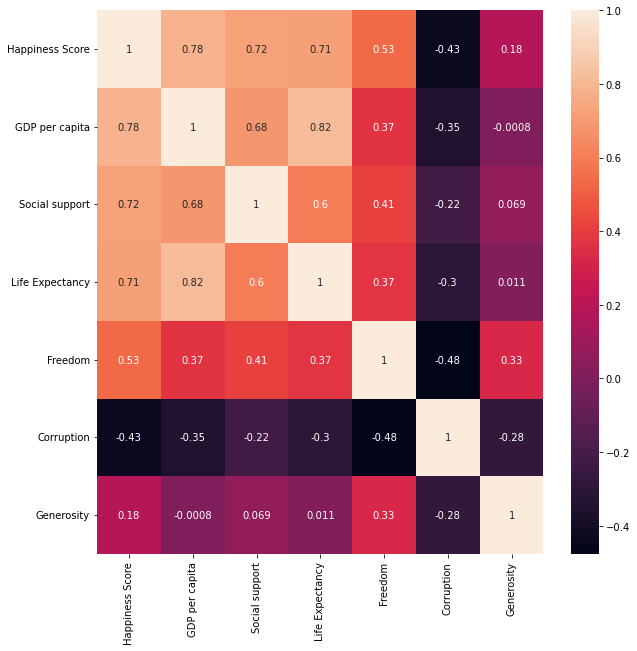 1.0
Happiness Score 1 0.78 0.72 0.71 0.53 -0.43 0.18
0.8
GDP per capita 0.78 1 0.68 0.82 0.37 -0.35 -0.0008
0.6
Social support 0.72 0.68 1 0.6 0.41 -0.22 0.069
0.4
Life Expectancy 0.71 0.82 0.6 1 0.37 -0.3 0.011
0.2
Freedom 0.53 0.37 0.41 0.37 1 -0.48 0.33
0.0
Corruption -0.43 -0.35 -0.22 -0.3 -0.48 1 -0.28
-0.2
Generosity 0.18 -0.0008 0.069 0.011 0.33 -0.28 1
-0.4
Happiness Score
GDP per capita
Social support
Life Expectancy
Freedom
Corruption
Generosity